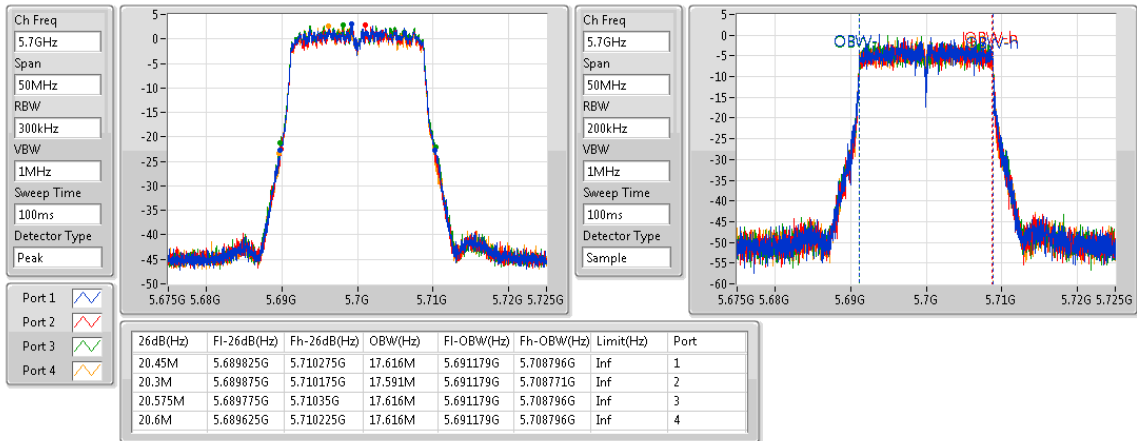 Ch Freq
5.7GHz
Span
50MHz
RBW
300kHz
VBW
1MHz
Sweep Time
100ms
Detector Type
Peak
5
0
-5
-10
-15
-20
-25
-30
-35
-40
-45
-50
5.675G 5.68G 5.69G 5.7G 5.71G 5.72G 5.725G
Ch Freq
5.7GHz
Span
50MHz
RBW
200kHz
VBW
1MHz
Sweep Time
100ms
Detector Type
Sample
5
0
-5
-10
-15
-20
-25
-30
-35
-40
-45
-50
-55
-60
OBW-l OBW-h
5.675G 5.68G 5.69G 5.7G 5.71G 5.72G 5.725G
Port 1
Port 2
Port 3
Port 4
26dB(Hz) Fl-26dB(Hz) Fh-26dB(Hz) OBW(Hz) Fl-OBW(Hz) Fh-OBW(Hz) Limit(Hz) Port
20.45M 5.689825G 5.710275G 17.616M 5.691179G 5.708796G Inf 1
20.3M 5.689875G 5.710175G 17.591M 5.691179G 5.708771G Inf 2
20.575M 5.689775G 5.71035G 17.616M 5.691179G 5.708796G Inf 3
20.6M 5.689625G 5.710225G 17.616M 5.691179G 5.708796G Inf 4